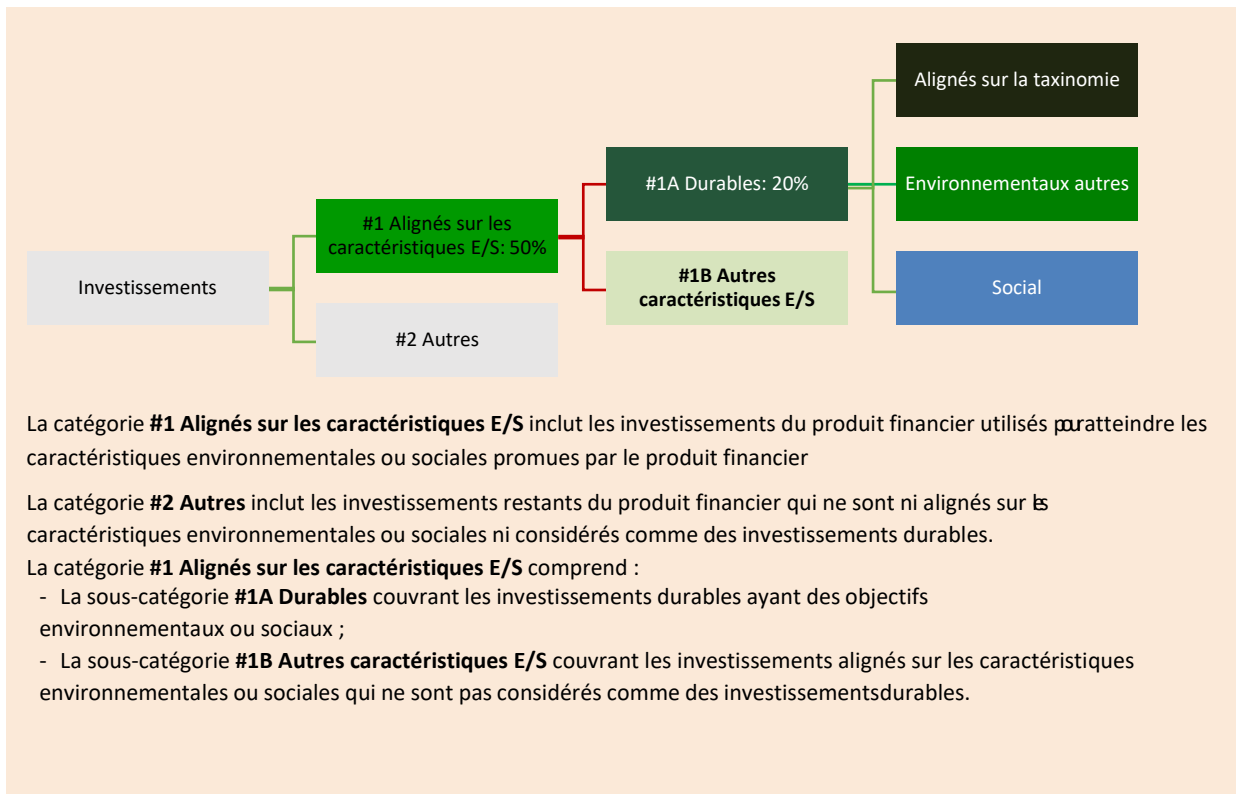 Alignés sur la taxinomie
#1A Durables: 20%
Environnementaux autres
#1 Alignés sur les
caractéristiques E/S: 50%
Investissements
#1B Autres
caractéristiques E/S
Social
#2 Autres
La catégorie #1 Alignés sur les caractéristiques E/S inclut les investissements du produit financier utilisés pouratteindre les
caractéristiques environnementales ou sociales promues par le produit financier
La catégorie #2 Autres inclut les investissements restants du produit financier qui ne sont ni alignés sur les
caractéristiques environnementales ou sociales ni considérés comme des investissements durables.
La catégorie #1 Alignés sur les caractéristiques E/S comprend :
- La sous-catégorie #1A Durables couvrant les investissements durables ayant des objectifs
environnementaux ou sociaux ;
- La sous-catégorie #1B Autres caractéristiques E/S couvrant les investissements alignés sur les caractéristiques
environnementales ou sociales qui ne sont pas considérés comme des investissementsdurables.